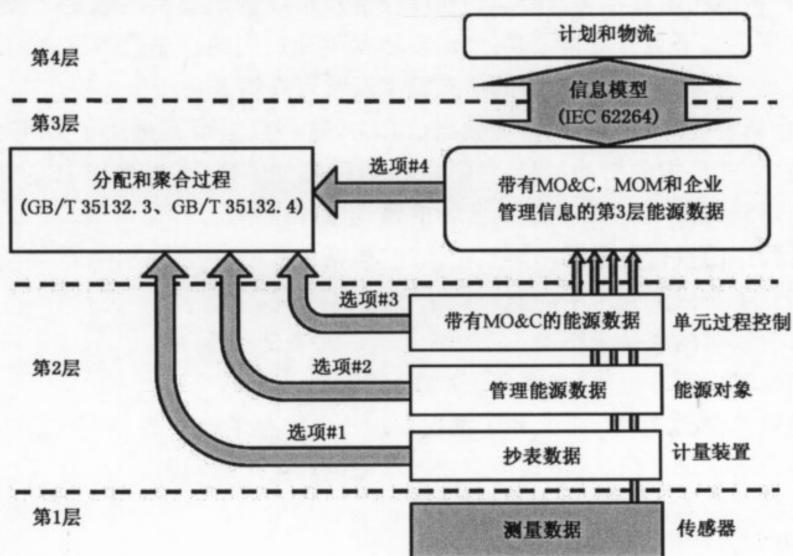 计划和物流
第4层
信息模型
(IEC 62264)
第3层
选项#4
分配和聚合过程
(GB/T 35132.3、GB/T 35132.4)
带有MO&C，MOM和企业
管理信息的第3层能源数据
选项#3
带有MO&C的能源数据
单元过程控制
第2层
选项#2
管理能源数据
能源对象
选项#1
抄表数据
计量装置
第1层
测量数据
传感器